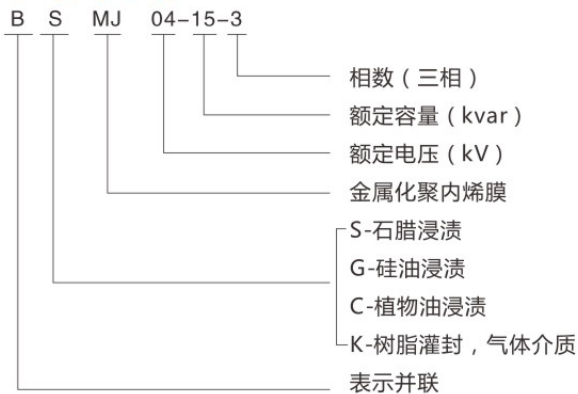 B S MJ 04-15-3
相数（三相）
额定容量（kvar）
额定电压（kV）
金属化聚内烯膜
S-石腊浸渍
G-硅油浸渍
C-植物油浸渍
K-树脂灌封，气体介质
表示并联